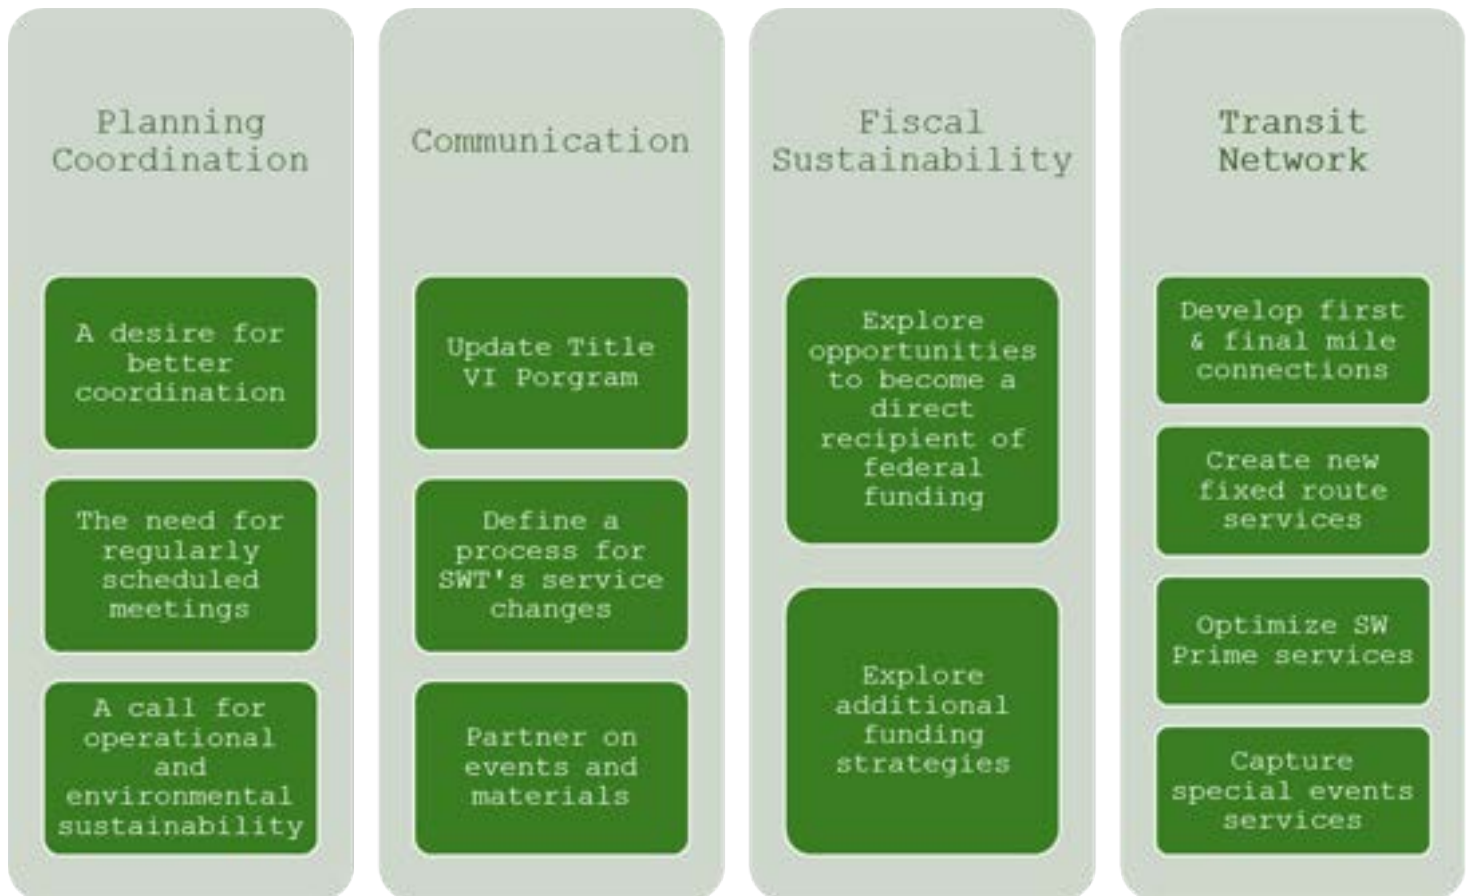 Planning
Coordination
A desire for
better
coordination
The need for
regularly
scheduled
meetings
A call for
operational
and
environmental
sustainability
Communication
Update Title
VI Porgram
Define a
process for
SWT's service
changes
Partner on
events and
materials
Fiscal
Sustainability
Explore
opportunities
to become a
direct
recipient of
federal
funding
Explore
additional
funding
strategies
Transit
Network
Develop first
& final mile
connections
Create new
fixed route
services
Optimize SW
Prime services
Capture
special events
services